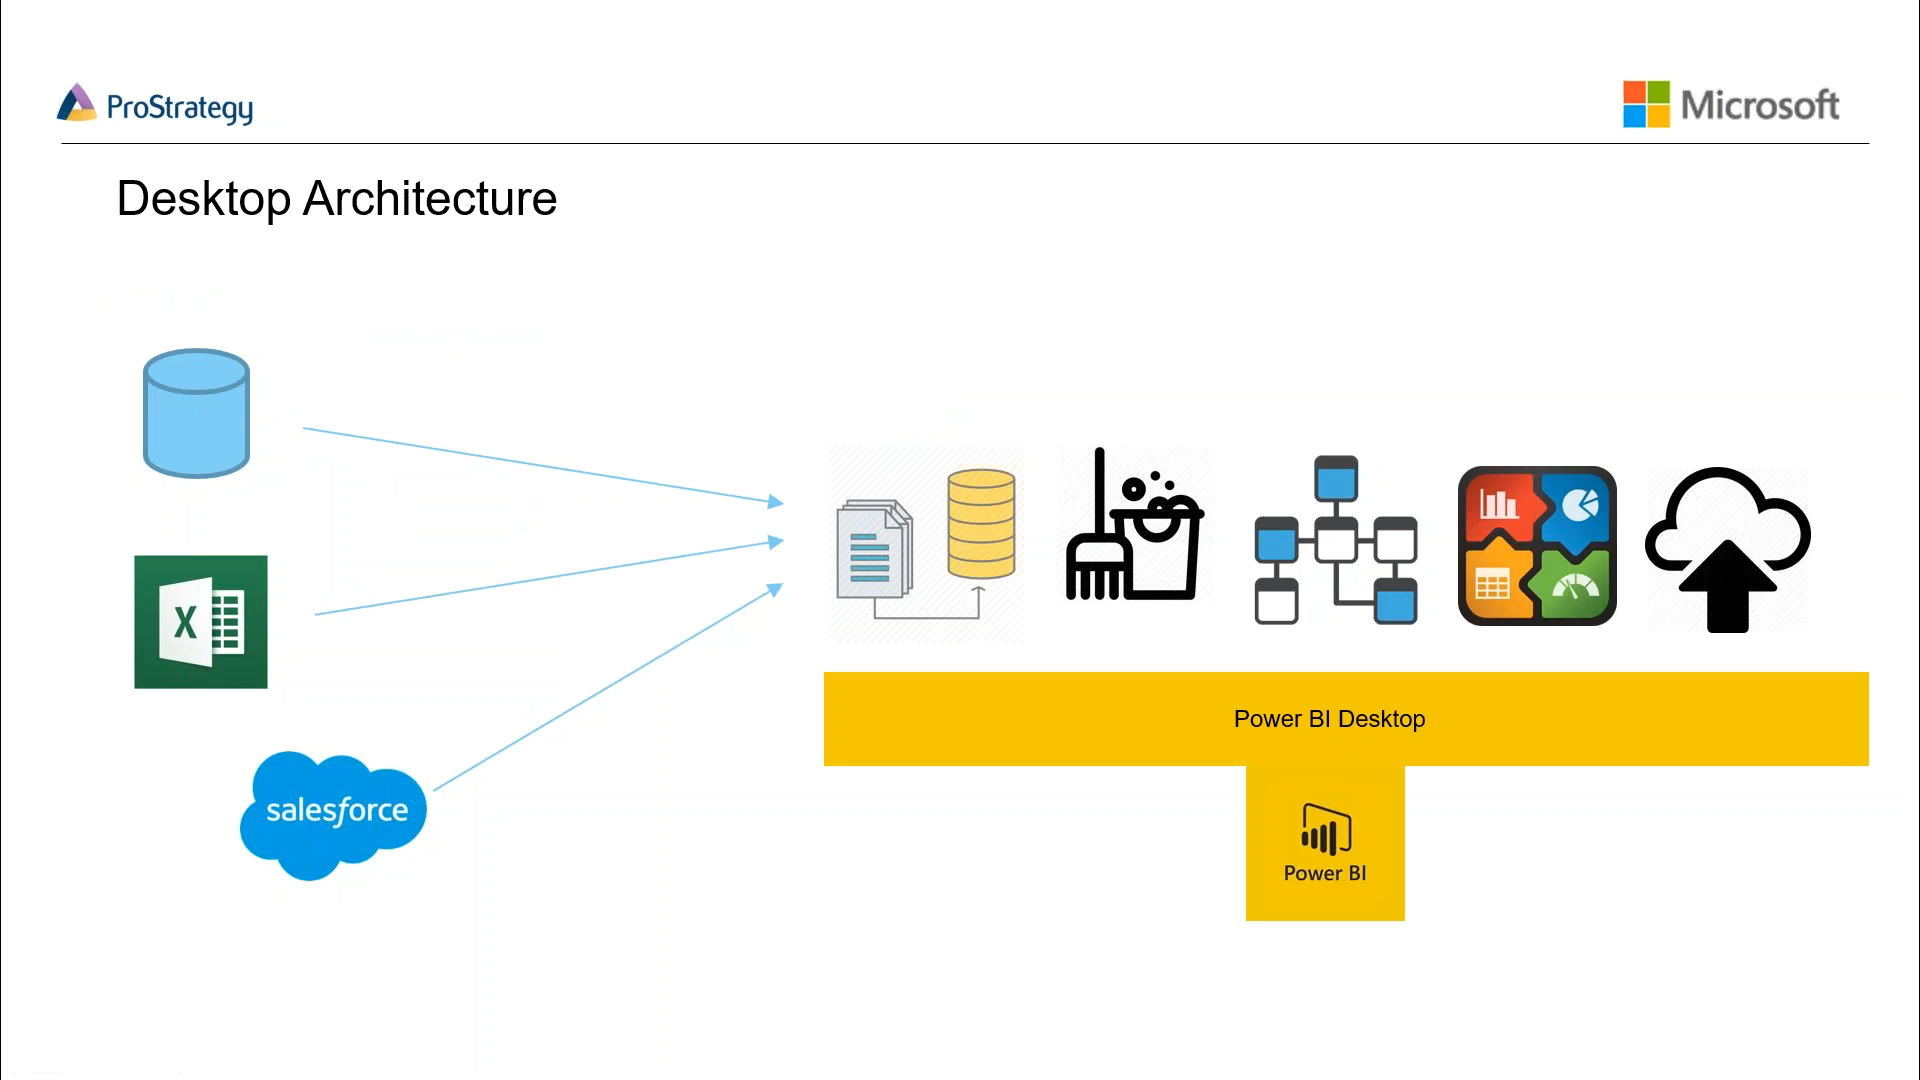 ProStrategy
Microsoft
Desktop Architecture
X
salesforce
Power BI Desktop
Power BI